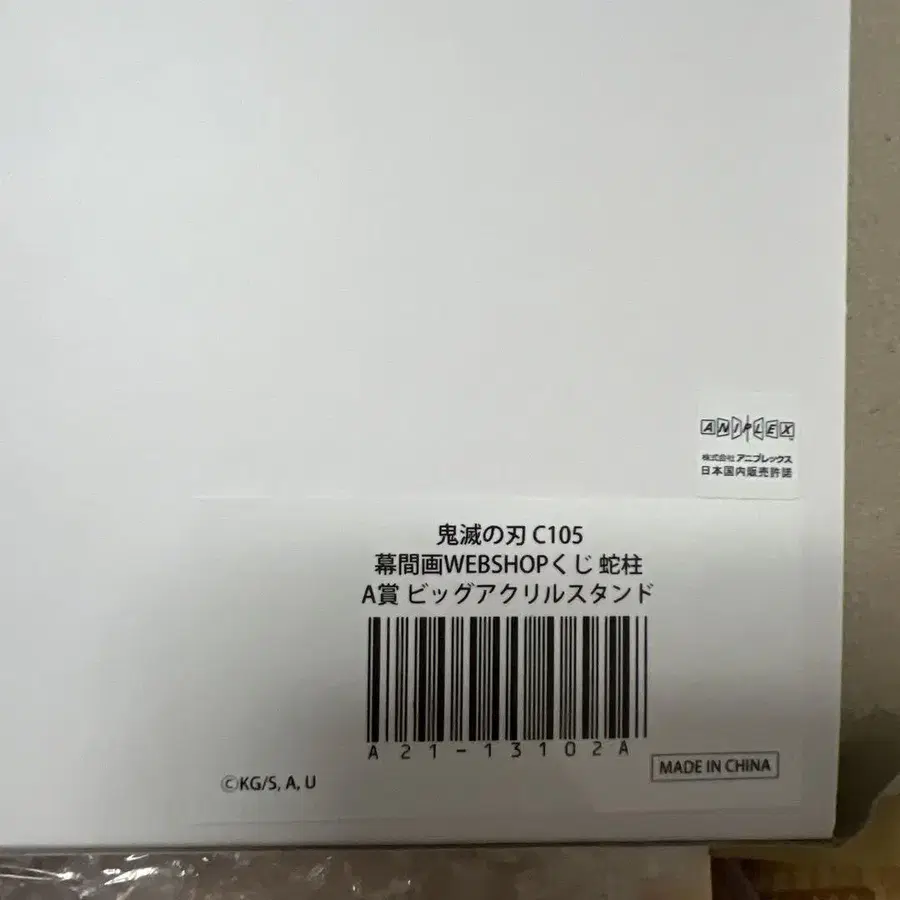 ANIPLEX
株式会社アニプレックス
日本国内販売許諾
鬼滅の刃 C105
幕間画WEBSHOPくじ 蛇柱
A賞 ビッグアクリルスタンド
A21-13102A
©KG/S, A, U
MADE IN CHINA